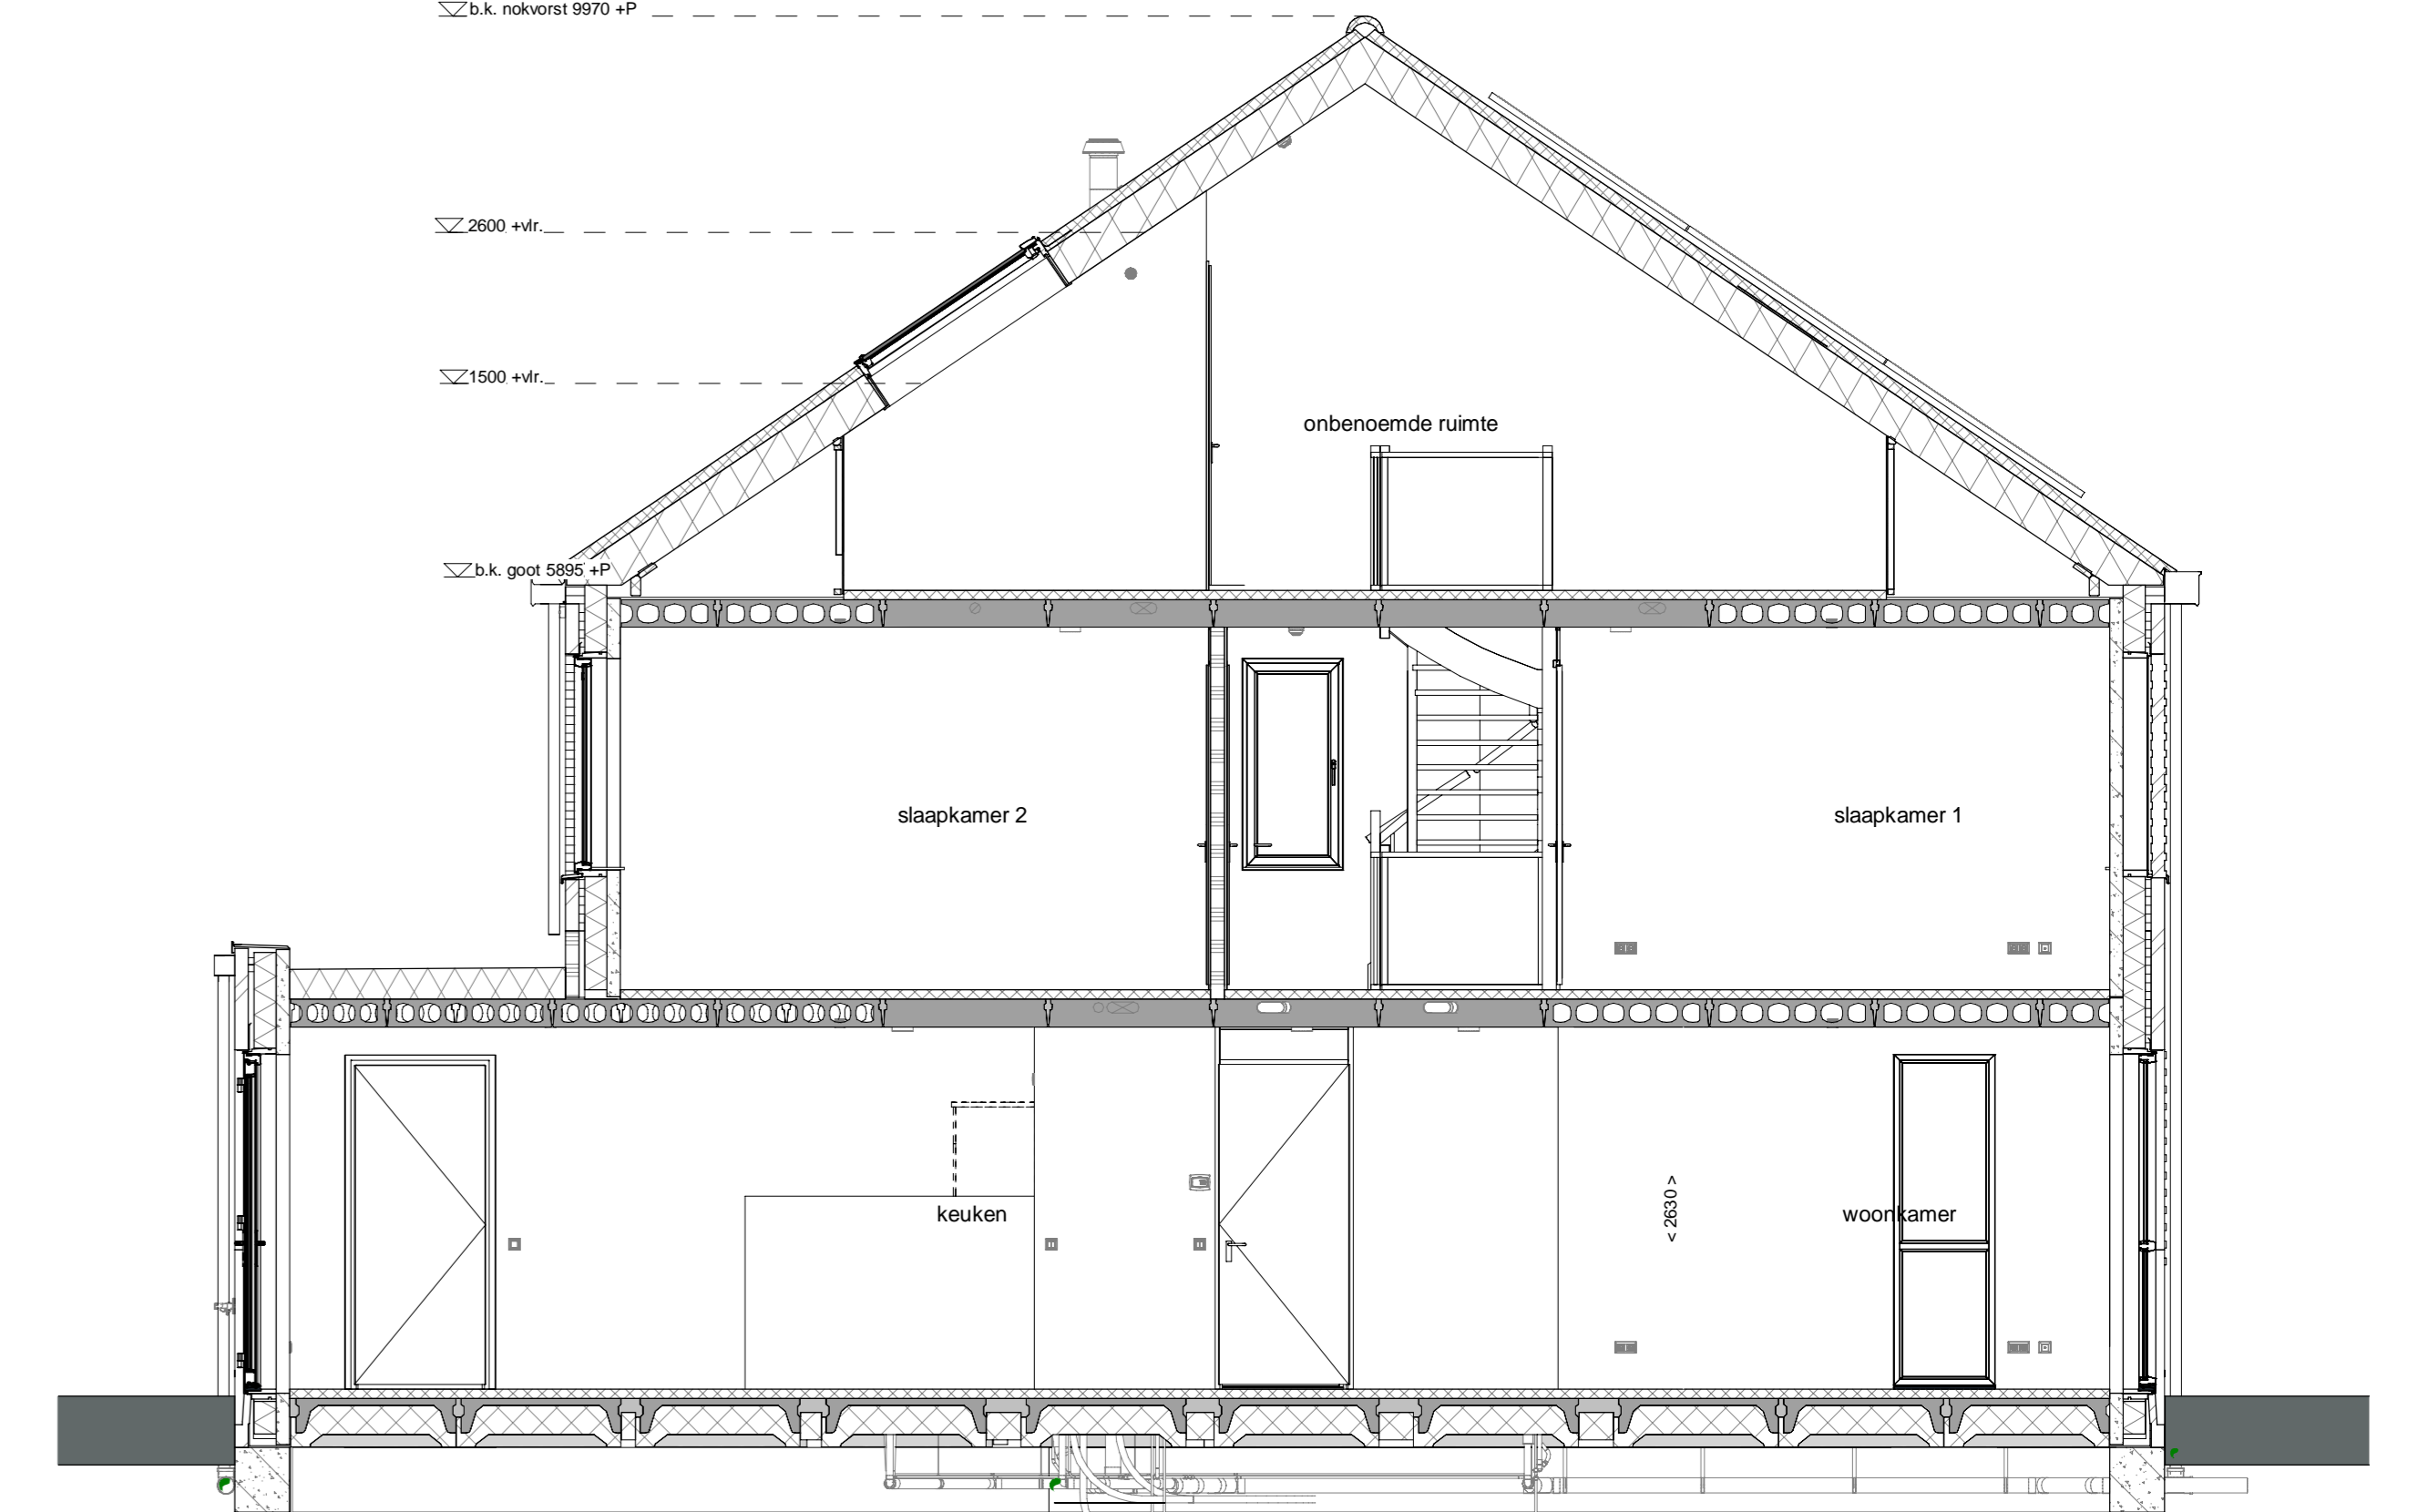 b.k. nokvorst 9970 +P
2600 +vlr.
1500 +vlr.
onbenoemde ruimte
b.k. goot 5895 +P
slaapkamer 2
slaapkamer 1
keuken
< 2630 >
woonkamer